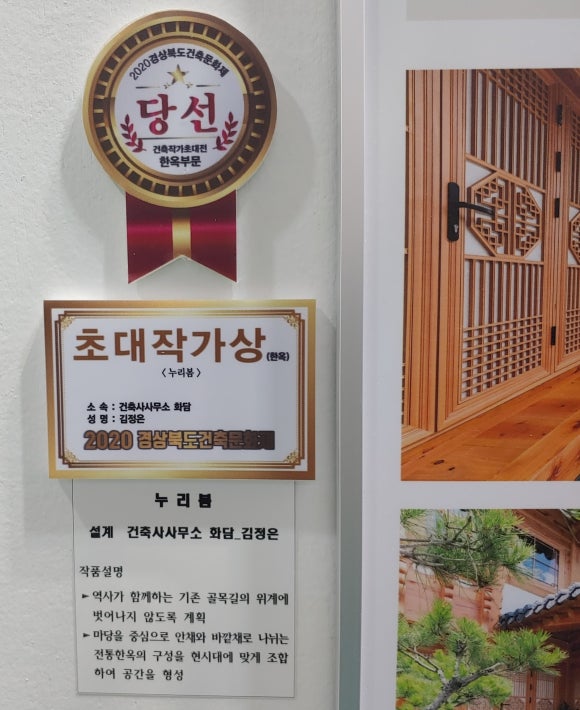 2020경상북도건축문화제
당선
건축작가초대전
한옥부문
초대작가상(한옥)
〈누리봄〉
소 속 : 건축사사무소 화담
성 명 : 김정은
2020 경상북도건축문화제
누 리 봄
설계 건축사사무소 화담_김정은
작품설명
►역사가 함께하는 기존 골목길의 위계에
벗어나지 않도록 계획
►마당을 중심으로 안채와 바깥채로 나뉘는
전통한옥의 구성을 현시대에 맞게 조합
하여 공간을 형성